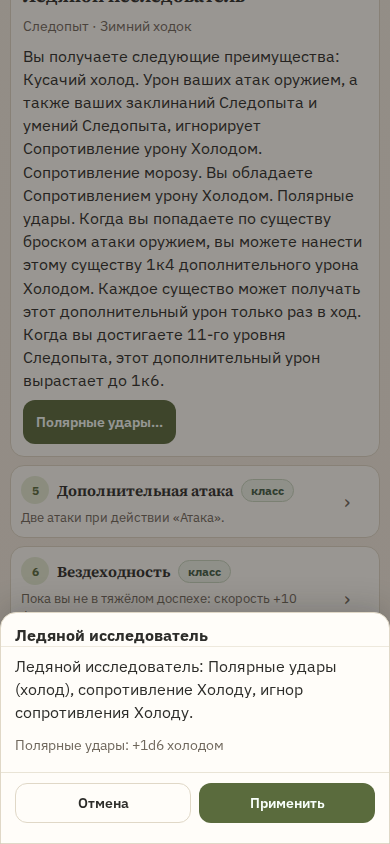 Ледяной исследователь
Следопыт · Зимний ходок
Вы получаете следующие преимущества:
Кусачий холод. Урон ваших атак оружием, а
также ваших заклинаний Следопыта и
умений Следопыта, игнорирует
Сопротивление урону Холодом.
Сопротивление морозу. Вы обладаете
Сопротивлением урону Холодом. Полярные
удары. Когда вы попадаете по существу
броском атаки оружием, вы можете нанести
этому существу 1к4 дополнительного урона
Холодом. Каждое существо может получать
этот дополнительный урон только раз в ход.
Когда вы достигаете 11-го уровня
Следопыта, этот дополнительный урон
вырастает до 1к6.
Полярные удары...
5 Дополнительная атака класс
Две атаки при действии «Атака».
6 Вездеходность класс
Пока вы не в тяжёлом доспехе: скорость +10
Ледяной исследователь
Ледяной исследователь: Полярные удары
(холод), сопротивление Холоду, игнор
сопротивления Холоду.
Полярные удары: +1d6 холодом
Отмена
Применить